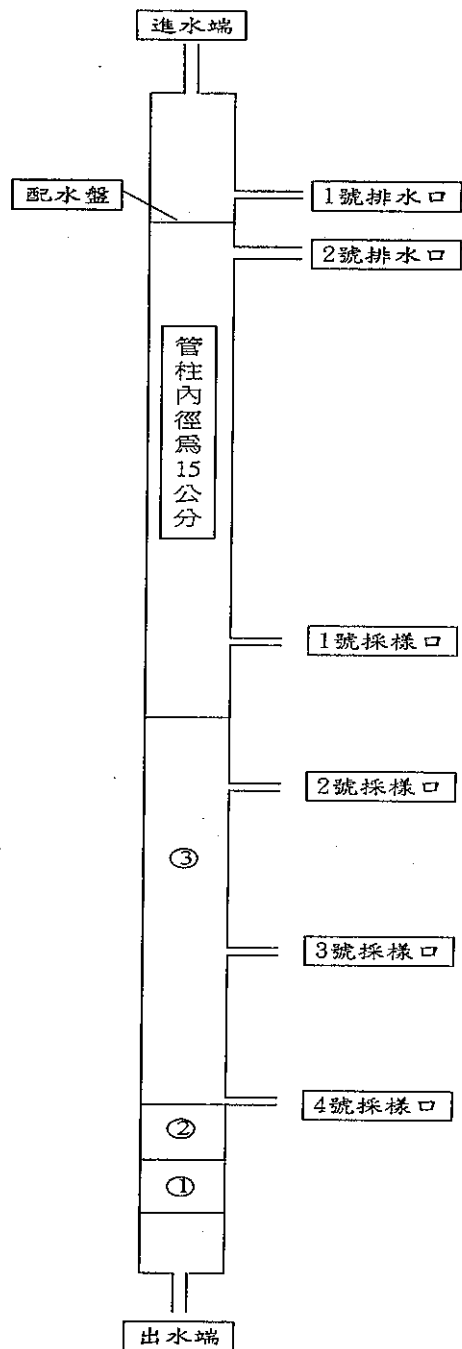 進水端
1號排水口
配水盤
2號排水口
管柱內徑爲15公分
1號採樣口
2號採樣口
③
3號採樣口
4號採樣口
②
①
出水端